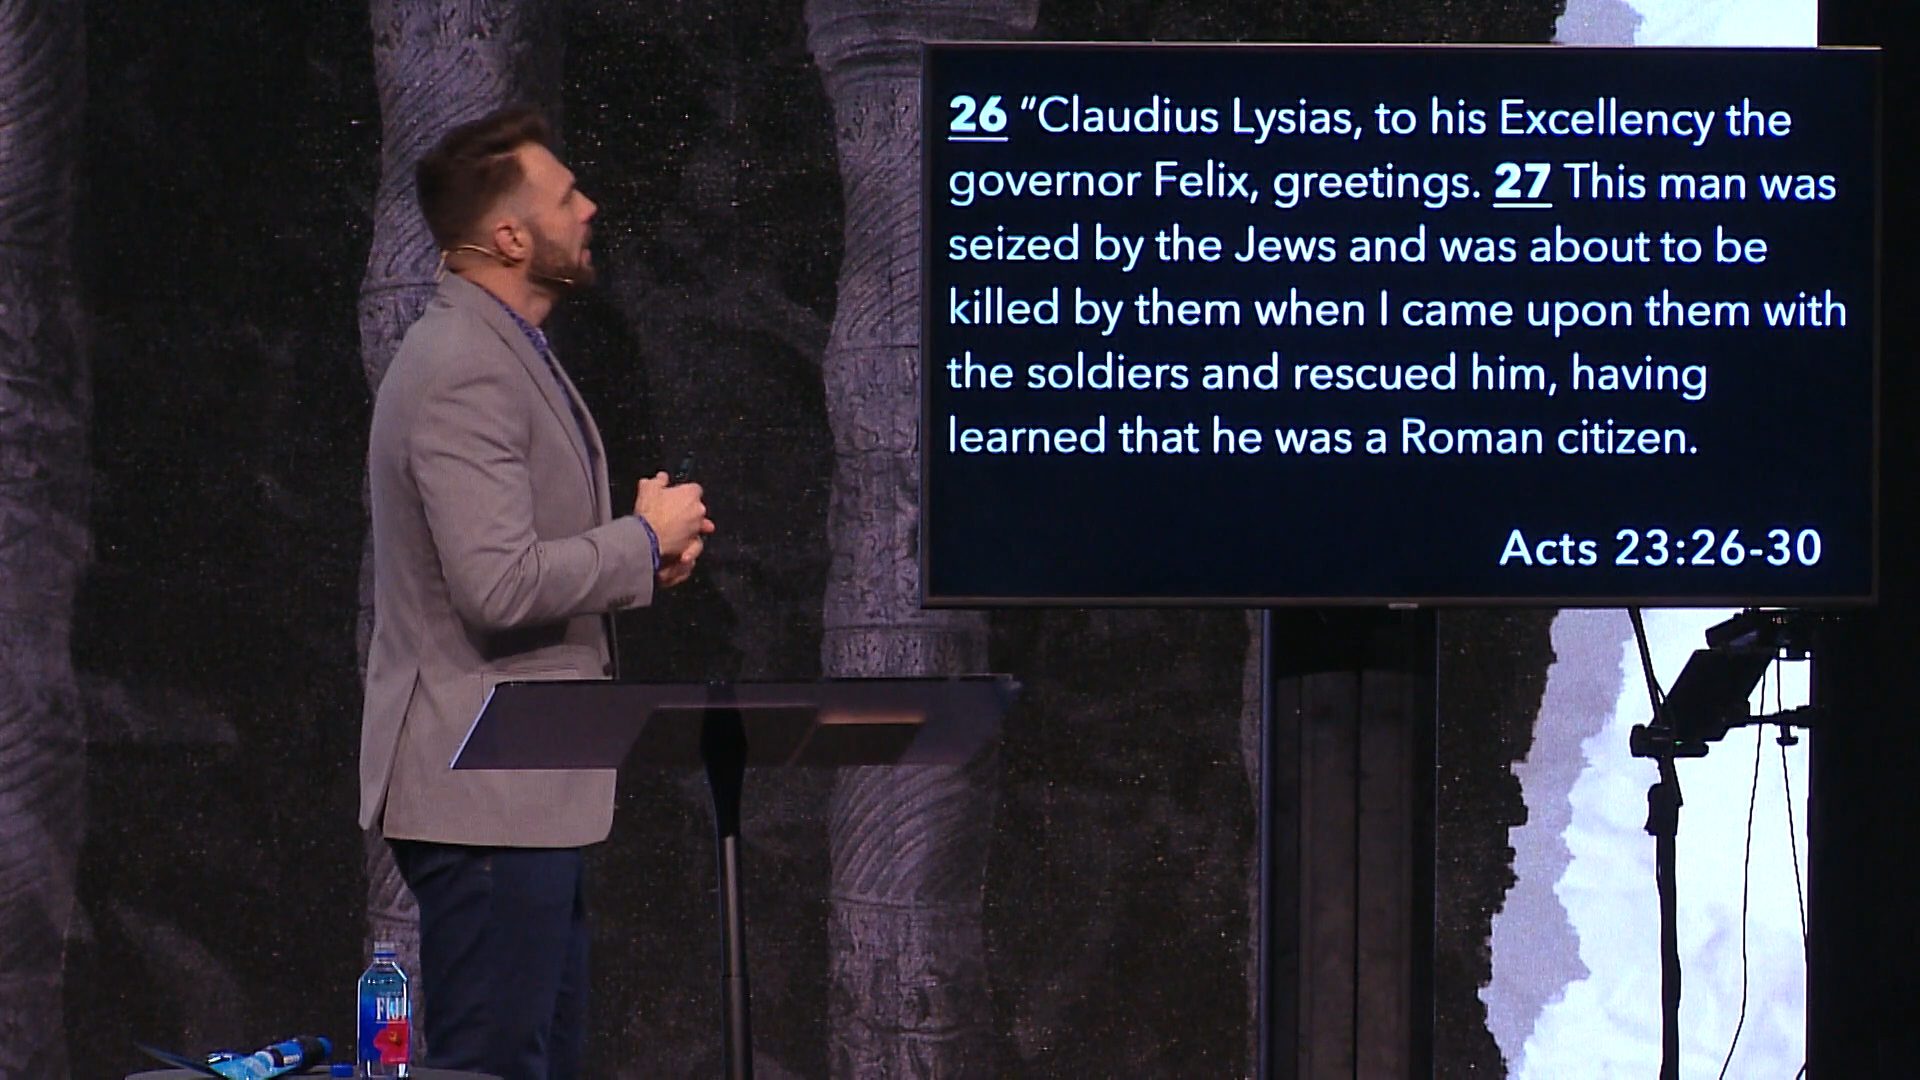 26 “Claudius Lysias, to his Excellency the
governor Felix, greetings. 27 This man was
seized by the Jews and was about to be
killed by them when I came upon them with
the soldiers and rescued him, having
learned that he was a Roman citizen.
Acts 23:26-30
FIJI